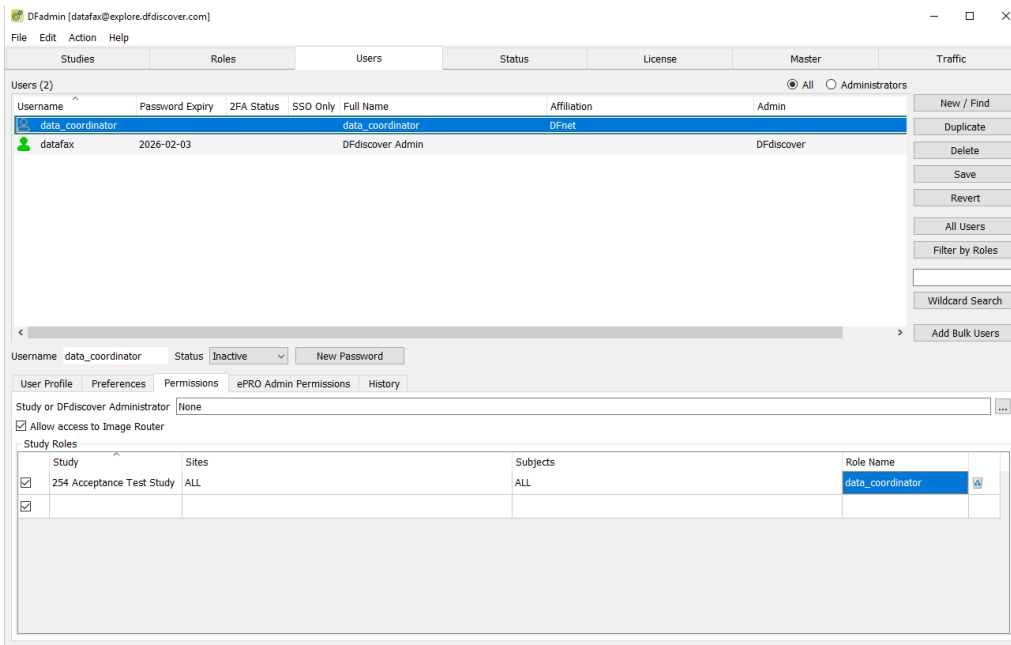 DFadmin [datafax@explore.dfdiscover.com]
File Edit Action Help
Studies Roles Users Status License Master Traffic
Users (2) All Administrators
Username Password Expiry 2FA Status SSO Only Full Name Affiliation Admin
data_coordinator data_coordinator DFnet
datafax 2026-02-03 DFdiscover Admin DFdiscover
New / Find
Duplicate
Delete
Save
Revert
All Users
Filter by Roles
Wildcard Search
Add Bulk Users
Username data_coordinator Status Inactive New Password
User Profile Preferences Permissions ePRO Admin Permissions History
Study or DFdiscover Administrator None ...
Allow access to Image Router
Study Roles
Study Sites Subjects Role Name
254 Acceptance Test Study ALL ALL data_coordinator